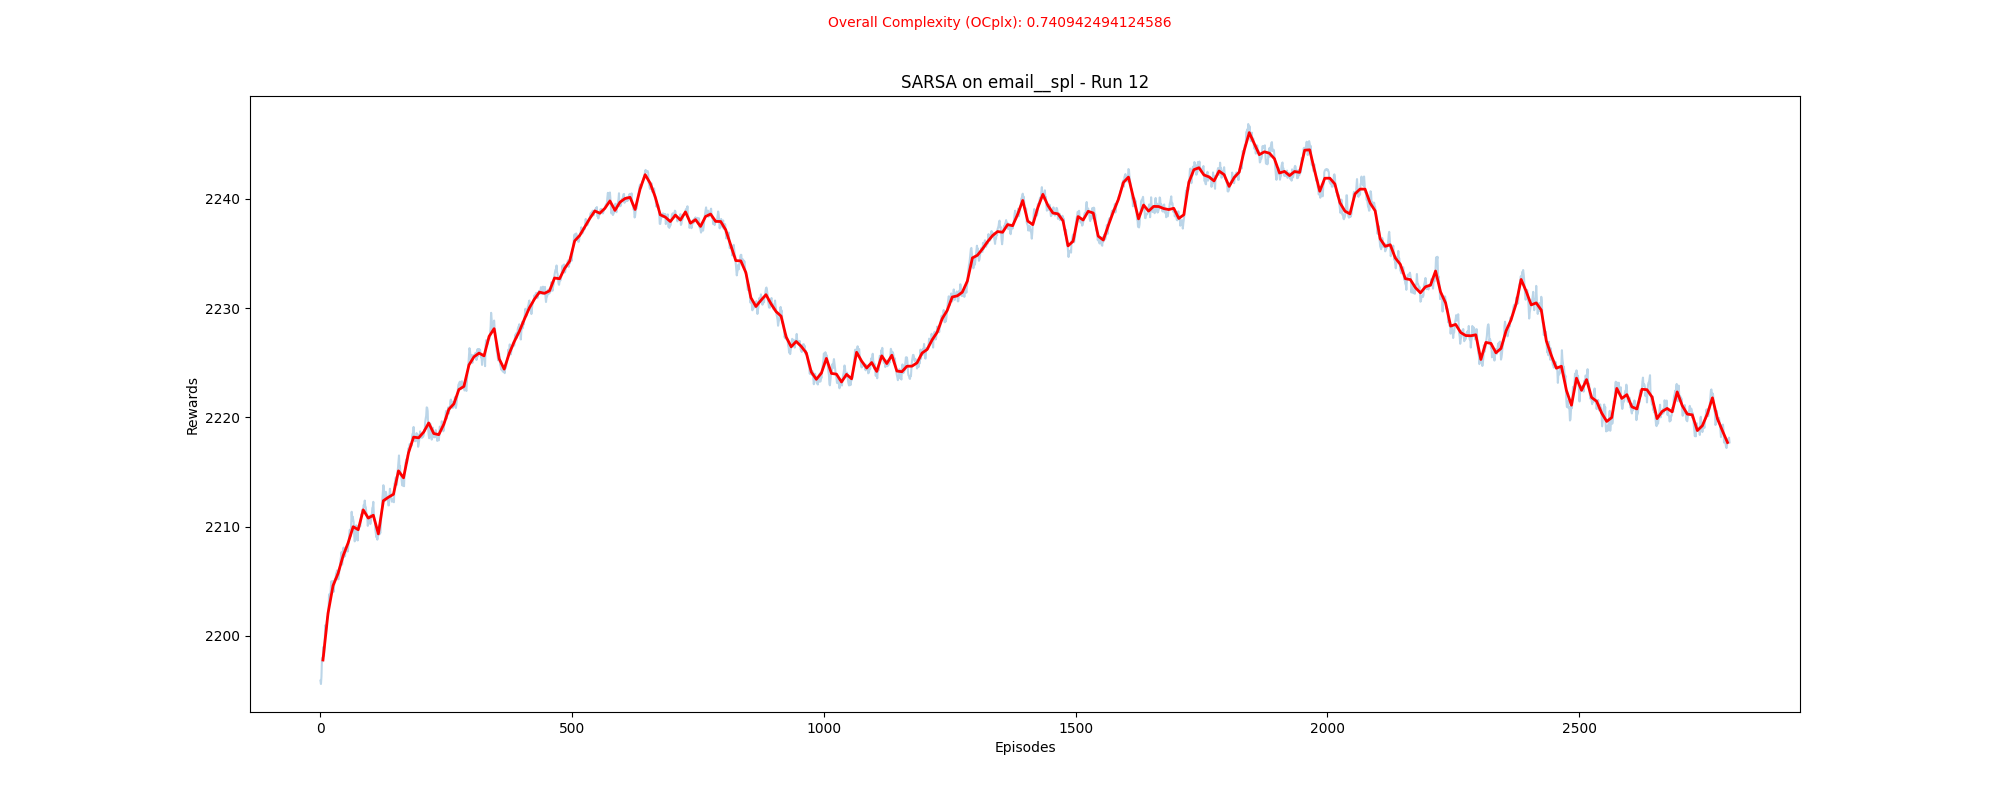 Overall Complexity (OCplx): 0.740942494124586
SARSA on email__spl - Run 12
Rewards
2240
2230
2220
2210
2200
0 500 1000 1500 2000 2500
Episodes